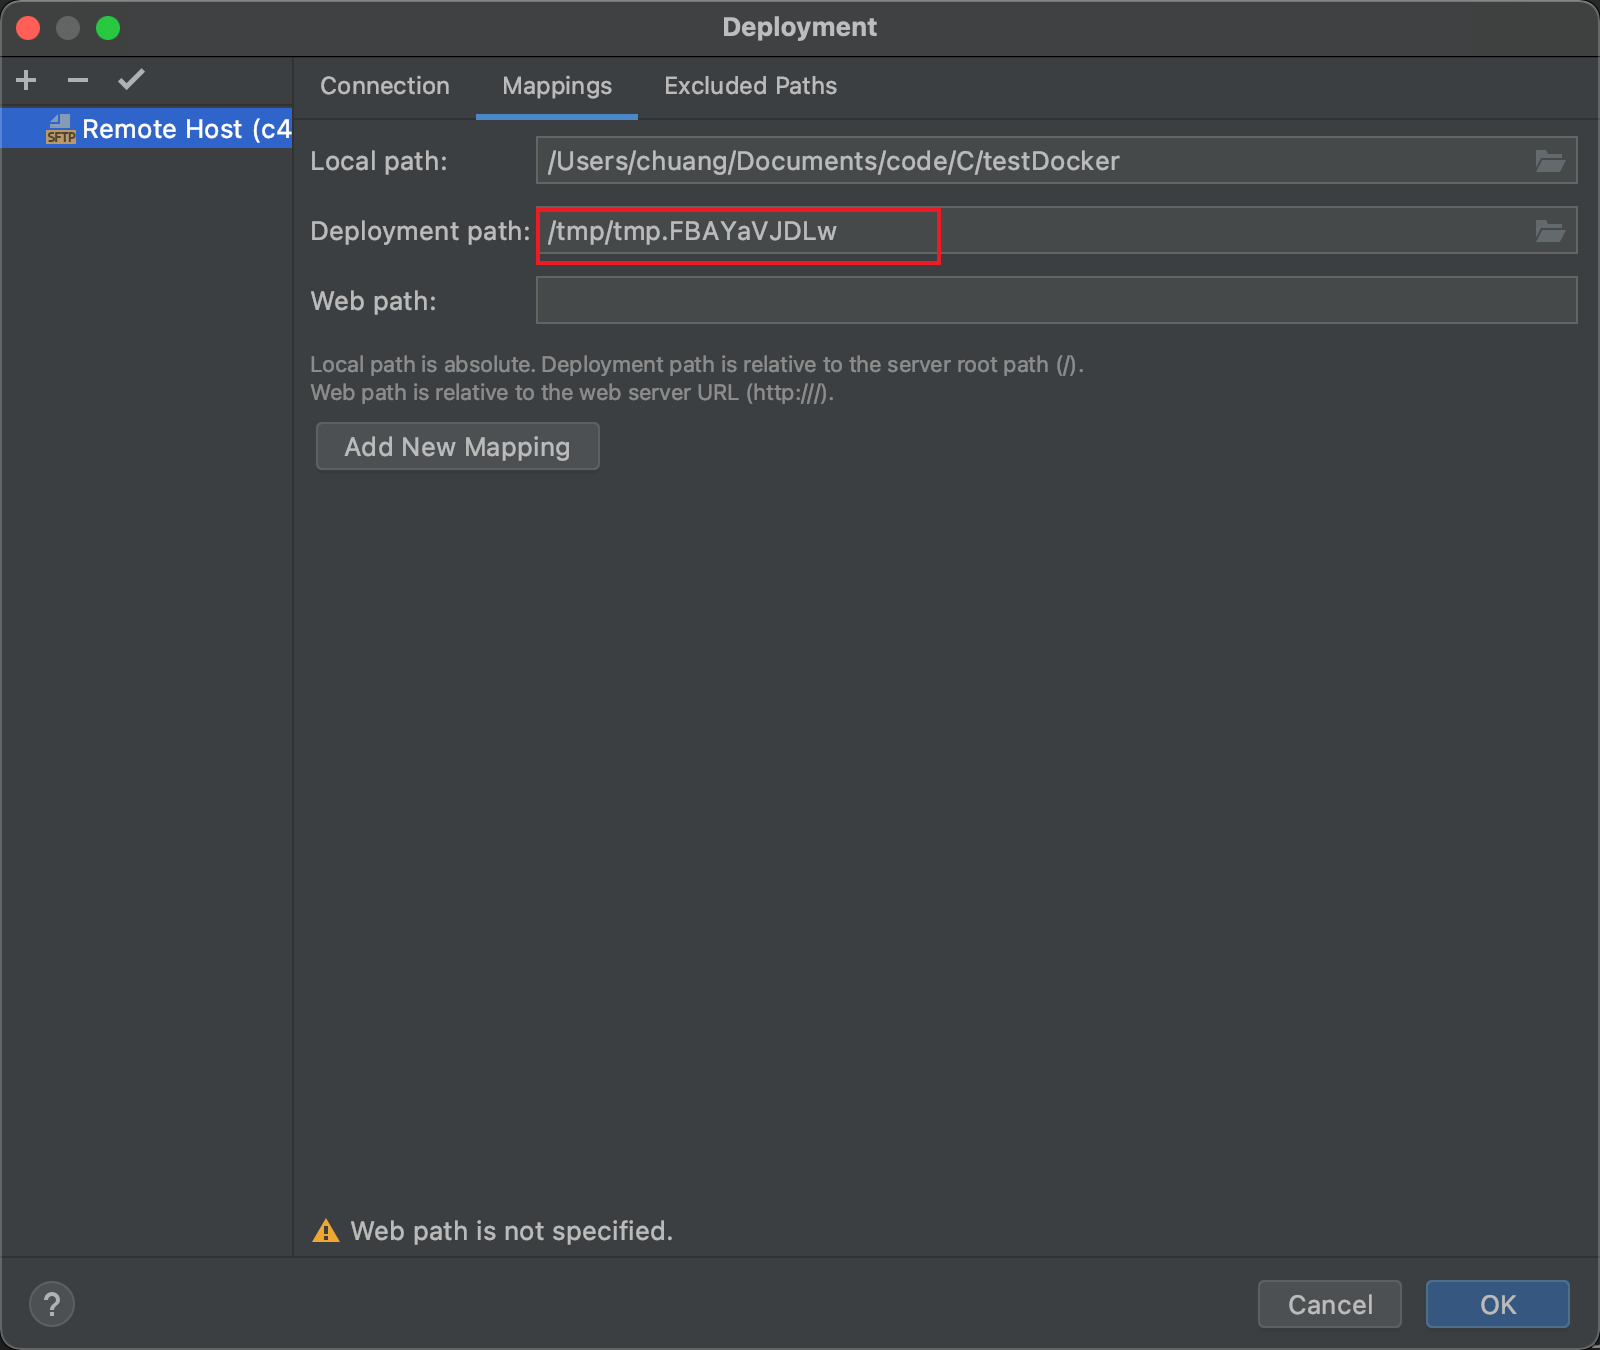 Deployment
Connection Mappings Excluded Paths
SFTP Remote Host (c4
Local path: /Users/chuang/Documents/code/C/testDocker
Deployment path: /tmp/tmp.FBAYaVJDLw
Web path:
Local path is absolute. Deployment path is relative to the server root path (/).
Web path is relative to the web server URL (http:///).
Add New Mapping
Web path is not specified.
? Cancel OK